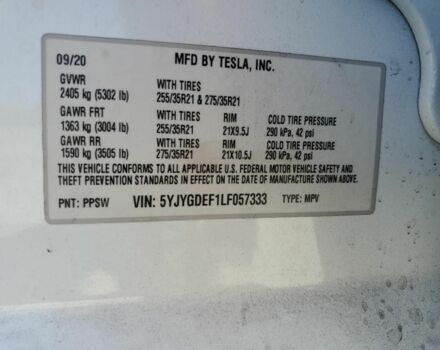 09/20 MFD BY TESLA, INC.
GVWR WITH TIRES
2405 kg (5302 lb) 255/35R21 & 275/35R21
GAWR FRT WITH TIRES RIM COLD TIRE PRESSURE
1363 kg (3004 lb) 255/35R21 21X9.5J 290 kPa, 42 psi
GAWR RR WITH TIRES RIM COLD TIRE PRESSURE
1590 kg (3505 lb) 275/35R21 21X10.5J 290 kPa, 42 psi
THIS VEHICLE CONFORMS TO ALL APPLICABLE U.S. FEDERAL MOTOR VEHICLE SAFETY AND
THEFT PREVENTION STANDARDS IN EFFECT ON THE DATE OF MANUFACTURE SHOWN ABOVE.
PNT: PPSW VIN: 5YJYGDEF1LF057333 TYPE: MPV